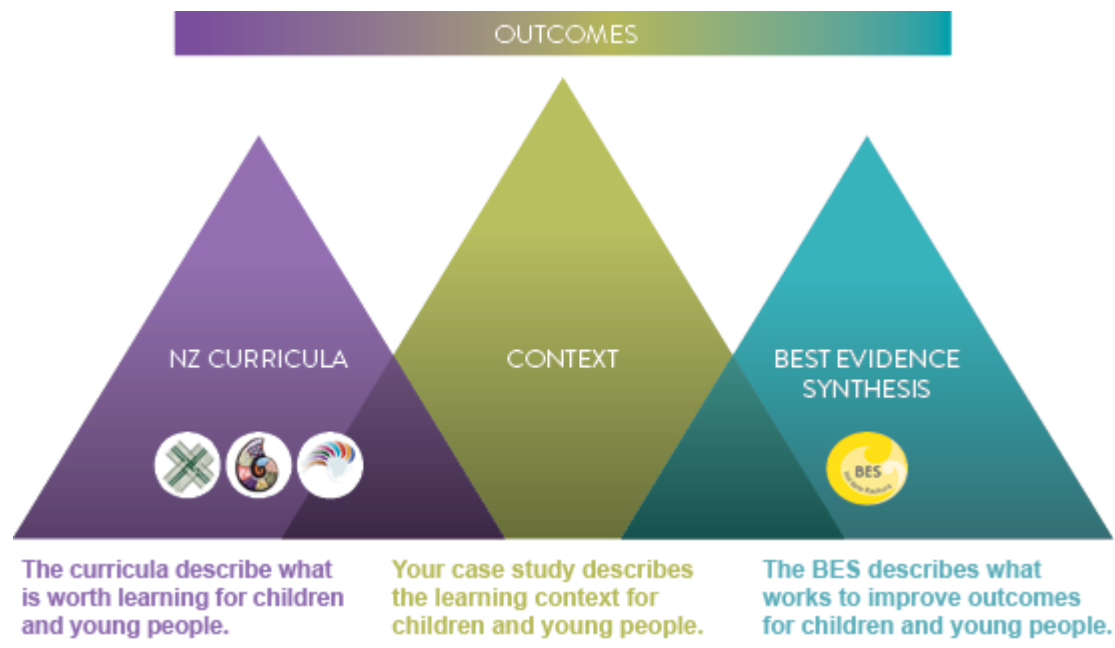 OUTCOMES
NZ CURRICULA
CONTEXT
BEST EVIDENCE
SYNTHESIS
BES
The curricula describe what
is worth learning for children
and young people.
Your case study describes
the learning context for
children and young people.
The BES describes what
works to improve outcomes
for children and young people.